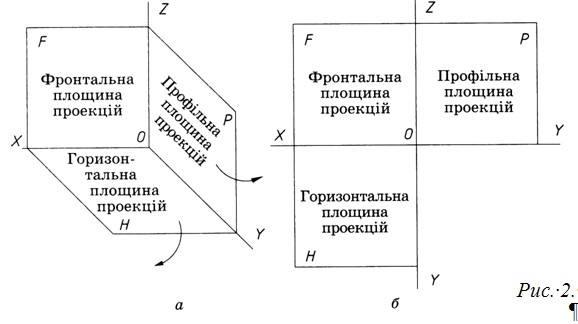 Z
F
Фронтальна
площина
проекцій
Профільна
площина
проекцій
P
X
O
Горизон-
тальна
площина
проекцій
H
Y
а
Z
F
P
Фронтальна
площина
проекцій
Профільна
площина
проекцій
X
O
Y
Горизонтальна
площина
проекцій
H
Y
б
Рис.·2.
¶